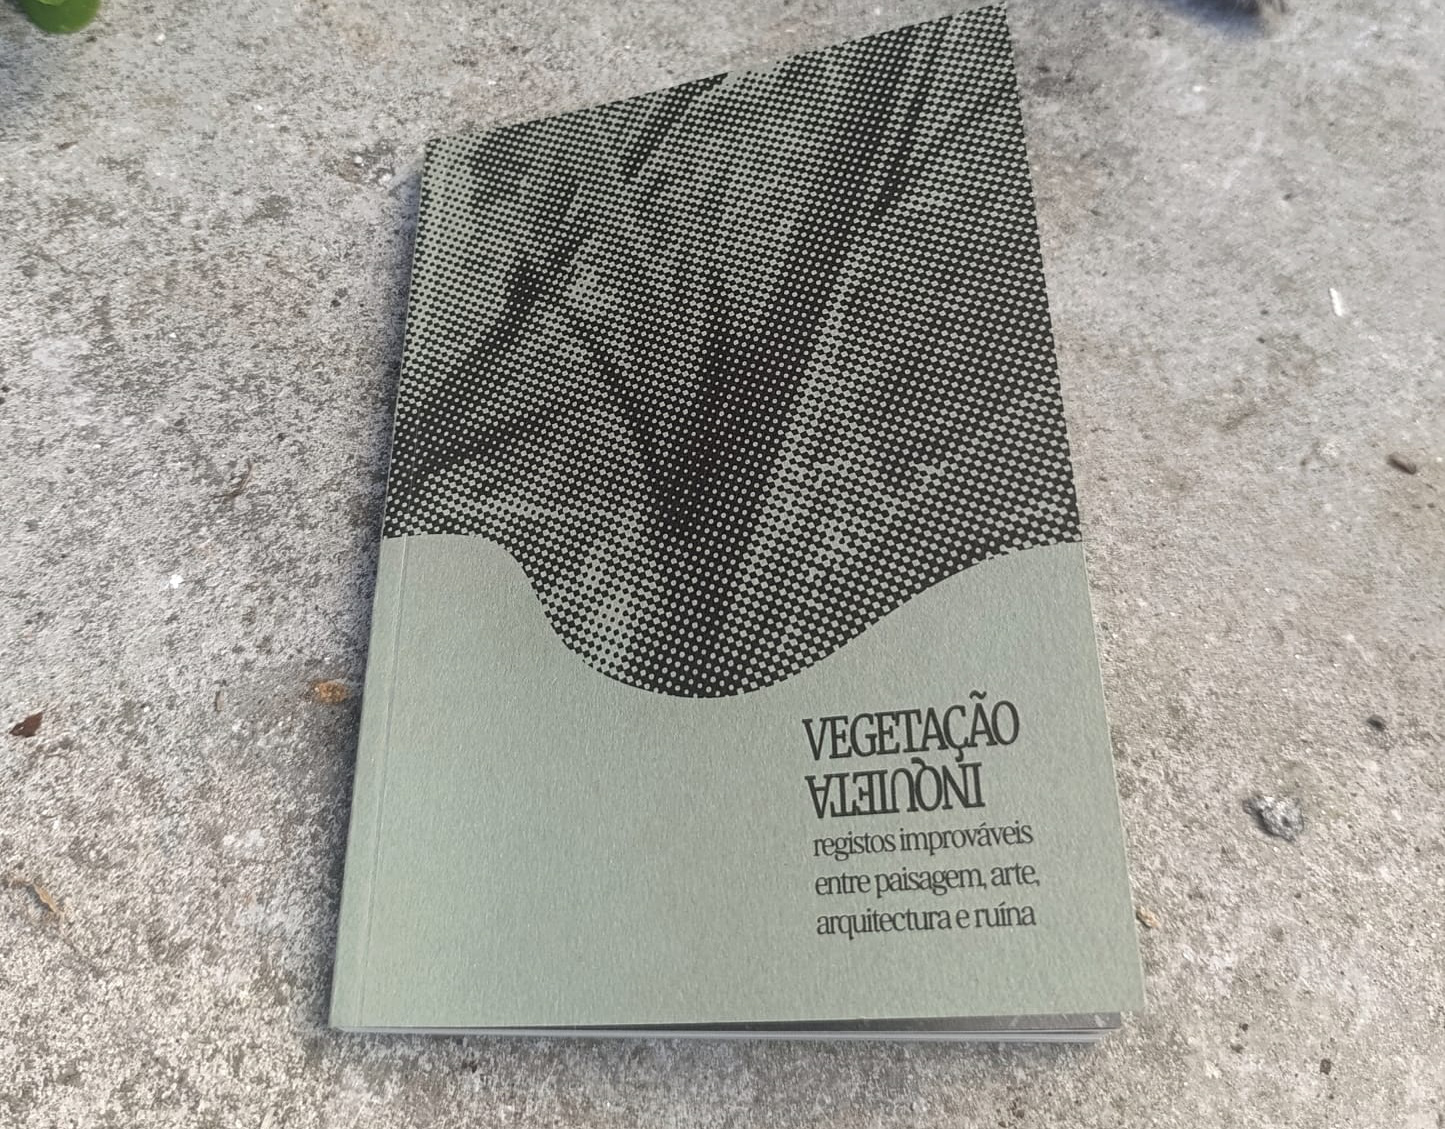 VEGETAÇÃO
INQUIETA
registos improváveis
entre paisagem, arte,
arquitectura e ruína